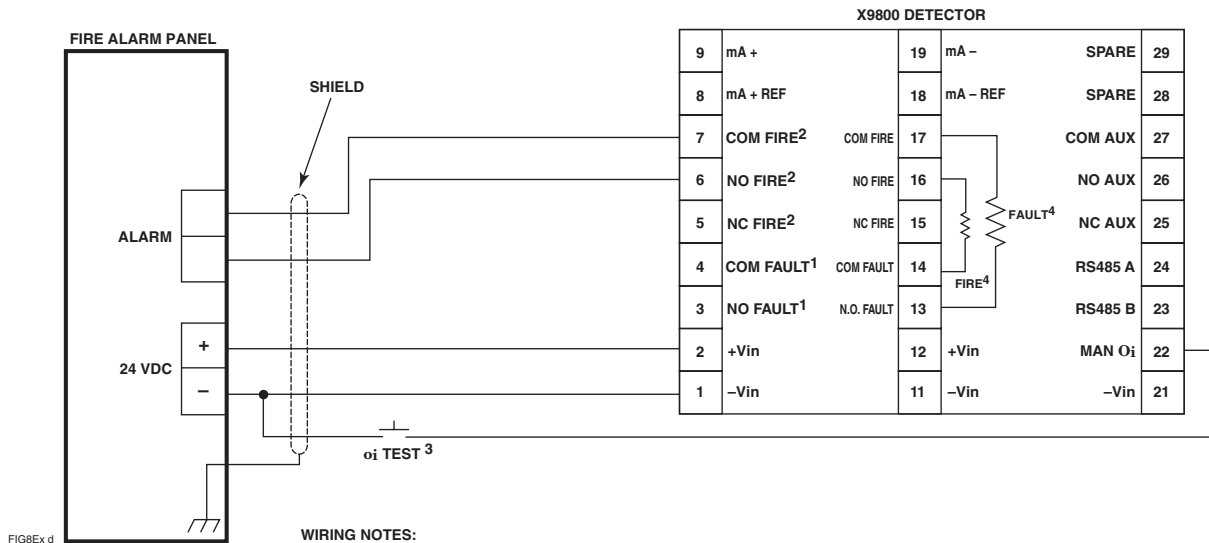 X9800 DETECTOR
FIRE ALARM PANEL
SHIELD
ALARM
24 VDC
+
–
9 mA +
8 mA + REF
7 COM FIRE2
6 NO FIRE2
5 NC FIRE2
4 COM FAULT1
3 NO FAULT1
2 +Vin
1 –Vin
COM FIRE 17
NO FIRE 16
NC FIRE 15
COM FAULT 14
N.O. FAULT 13
19 mA –
18 mA – REF
12 +Vin
11 –Vin
FAULT4
FIRE4
SPARE 29
SPARE 28
COM AUX 27
NO AUX 26
NC AUX 25
RS485 A 24
RS485 B 23
MAN Oi 22
–Vin 21
oi TEST 3
WIRING NOTES:
FIG8Ex d